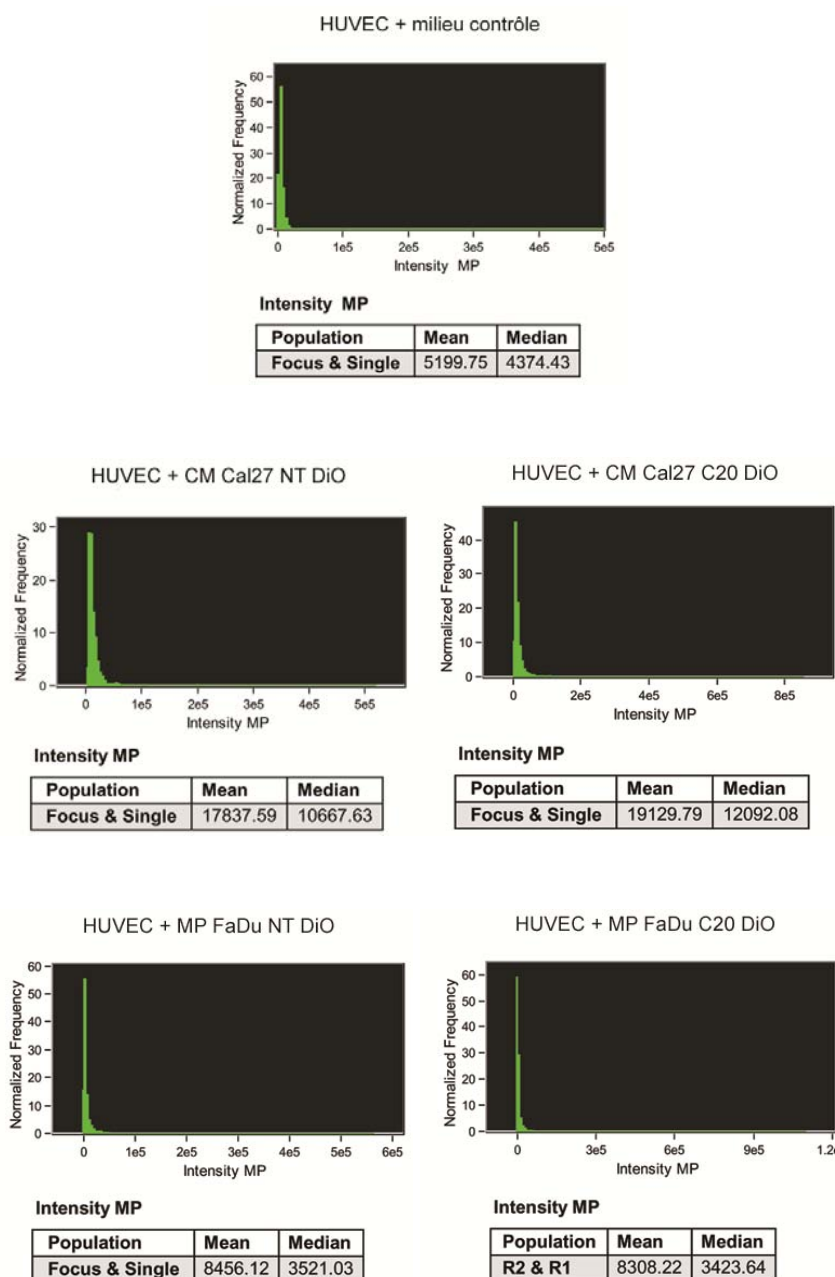 HUVEC + milieu contrôle
Normalized Frequency
60
50
40
30
20
10
0
0 1e5 2e5 3e5 4e5 5e5
Intensity MP
Intensity MP
Population Mean Median
Focus & Single 5199.75 4374.43
HUVEC + CM Cal27 NT DiO
Normalized Frequency
30
20
10
0
0 1e5 2e5 3e5 4e5 5e5
Intensity MP
Intensity MP
Population Mean Median
Focus & Single 17837.59 10667.63
HUVEC + CM Cal27 C20 DiO
Normalized Frequency
40
30
20
10
0
0 2e5 4e5 6e5 8e5
Intensity MP
Intensity MP
Population Mean Median
Focus & Single 19129.79 12092.08
HUVEC + MP FaDu NT DiO
Normalized Frequency
60
50
40
30
20
10
0
0 1e5 2e5 3e5 4e5 5e5 6e5
Intensity MP
Intensity MP
Population Mean Median
Focus & Single 8456.12 3521.03
HUVEC + MP FaDu C20 DiO
Normalized Frequency
60
50
40
30
20
10
0
0 3e5 6e5 9e5
Intensity MP
Intensity MP
Population Mean Median
R2 & R1 8308.22 3423.64